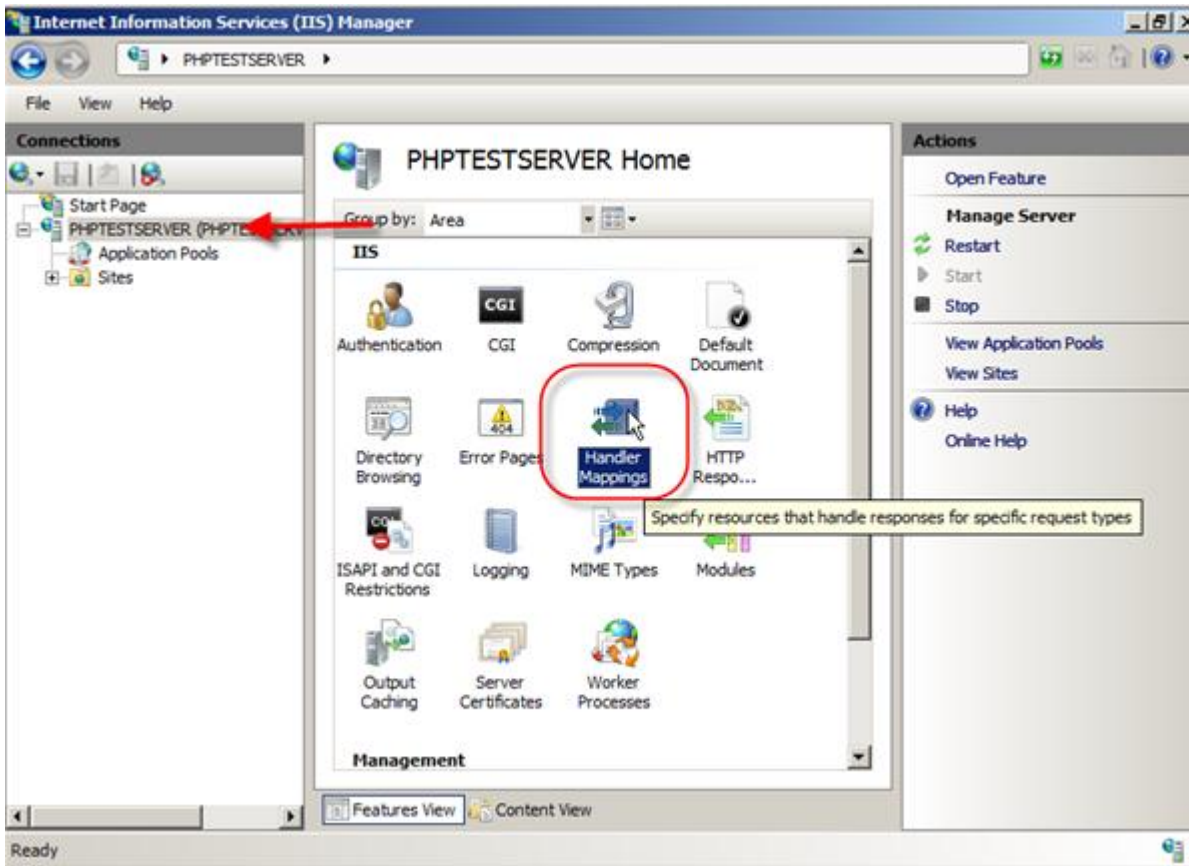 Internet Information Services (IIS) Manager
PHPTESTSERVER
File View Help
Connections
Start Page
PHPTESTSERVER (PHPTE
Application Pools
Sites
PHPTESTSERVER Home
Group by: Area
IIS
Authentication
CGI
CGI
Compression
Default
Document
Directory
Browsing
404
Error Pages
Handler
Mappings
HTTP
Respo...
Specify resources that handle responses for specific request types
ISAPI and CGI
Restrictions
Logging
MIME Types
Modules
Output
Caching
Server
Certificates
Worker
Processes
Management
Features View
Content View
Actions
Open Feature
Manage Server
Restart
Start
Stop
View Application Pools
View Sites
Help
Online Help
Ready